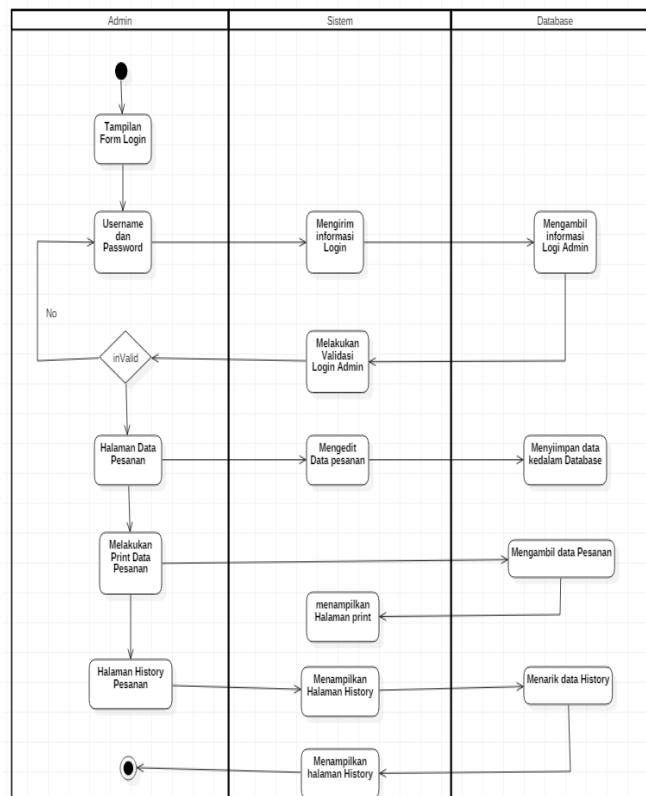 Admin
Sistem
Database
Tampilan
Form Login
Username
dan
Password
Mengirim
informasi
Login
Mengambil
informasi
Logi Admin
No
inValid
Melakukan
Validasi
Login Admin
Halaman Data
Pesanan
Mengedit
Data pesanan
Menyiimpan data
kedalam Database
Melakukan
Print Data
Pesanan
Mengambil data Pesanan
menampilkan
Halaman print
Halaman History
Pesanan
Menampilkan
Halaman History
Menarik data History
Menampilkan
halaman History